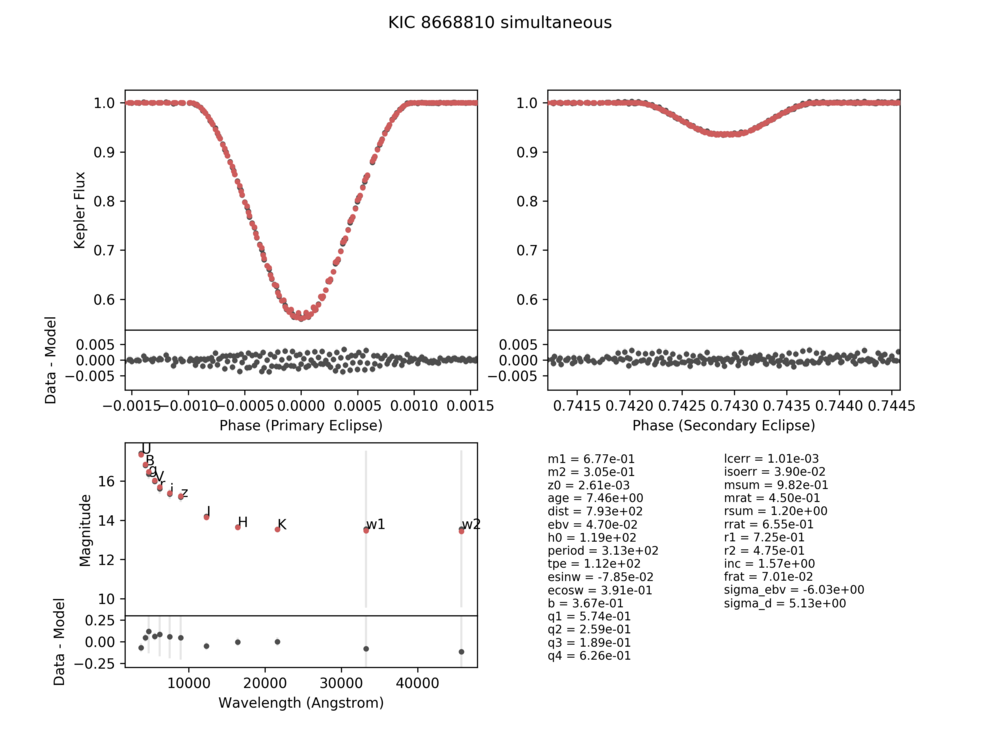 KIC 8668810 simultaneous
1.0
0.9
0.8
0.7
0.6
Kepler Flux
0.005
0.000
−0.005
Data - Model
−0.0015−0.0010−0.0005 0.0000 0.0005 0.0010 0.0015
Phase (Primary Eclipse)
1.0
0.9
0.8
0.7
0.6
0.005
0.000
−0.005
0.7415 0.7420 0.7425 0.7430 0.7435 0.7440 0.7445
Phase (Secondary Eclipse)
16
14
12
10
Magnitude
U
B
g
V
r
i
z
J
H
K
w1
w2
0.25
0.00
−0.25
Data - Model
10000 20000 30000 40000
Wavelength (Angstrom)
m1 = 6.77e-01
m2 = 3.05e-01
z0 = 2.61e-03
age = 7.46e+00
dist = 7.93e+02
ebv = 4.70e-02
h0 = 1.19e+02
period = 3.13e+02
tpe = 1.12e+02
esinw = -7.85e-02
ecosw = 3.91e-01
b = 3.67e-01
q1 = 5.74e-01
q2 = 2.59e-01
q3 = 1.89e-01
q4 = 6.26e-01
lcerr = 1.01e-03
isoerr = 3.90e-02
msum = 9.82e-01
mrat = 4.50e-01
rsum = 1.20e+00
rrat = 6.55e-01
r1 = 7.25e-01
r2 = 4.75e-01
inc = 1.57e+00
frat = 7.01e-02
sigma_ebv = -6.03e+00
sigma_d = 5.13e+00